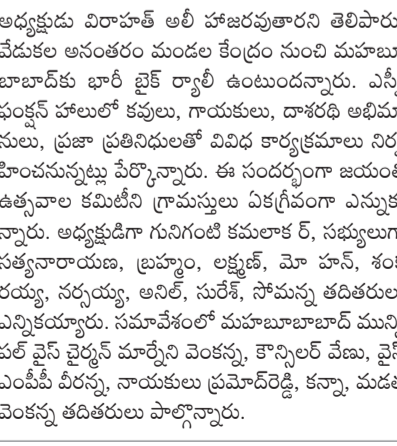 అధ్యక్షుడు విరాహత్ అలీ హాజరవుతారని తెలిపారు
వేడుకల అనంతరం మండల కేంద్రం నుంచి మహబూ
బాబాద్‌కు భారీ బైక్ ర్యాలీ ఉంటుందన్నారు. ఎస్వీ
ఫంక్షన్ హాలులో కవులు, గాయకులు, దాశరథి అభిమా
నులు, ప్రజా ప్రతినిధులతో వివిధ కార్యక్రమాలు నిర్వ
హించనున్నట్లు పేర్కొన్నారు. ఈ సందర్భంగా జయంతి
ఉత్సవాల కమిటీని గ్రామస్తులు ఏకగ్రీవంగా ఎన్నుక
న్నారు. అధ్యక్షుడిగా గునిగంటి కమలాక ర్, సభ్యులుగ
సత్యనారాయణ, బ్రహ్మం, లక్ష్మణ్, మో హన్, శంక
రయ్య, నర్సయ్య, అనిల్, సురేశ్, సోమన్న తదితరుల
ఎన్నికయ్యారు. సమావేశంలో మహబూబాబాద్ మున్సి
పల్ వైస్ చైర్మన్ మార్నేని వెంకన్న, కౌన్సిలర్ వేణు, వైస్
ఎంపీపీ వీరన్న, నాయకులు ప్రమోద్‌రెడ్డి, కన్నా, మడత
వెంకన్న తదితరులు పాల్గొన్నారు.